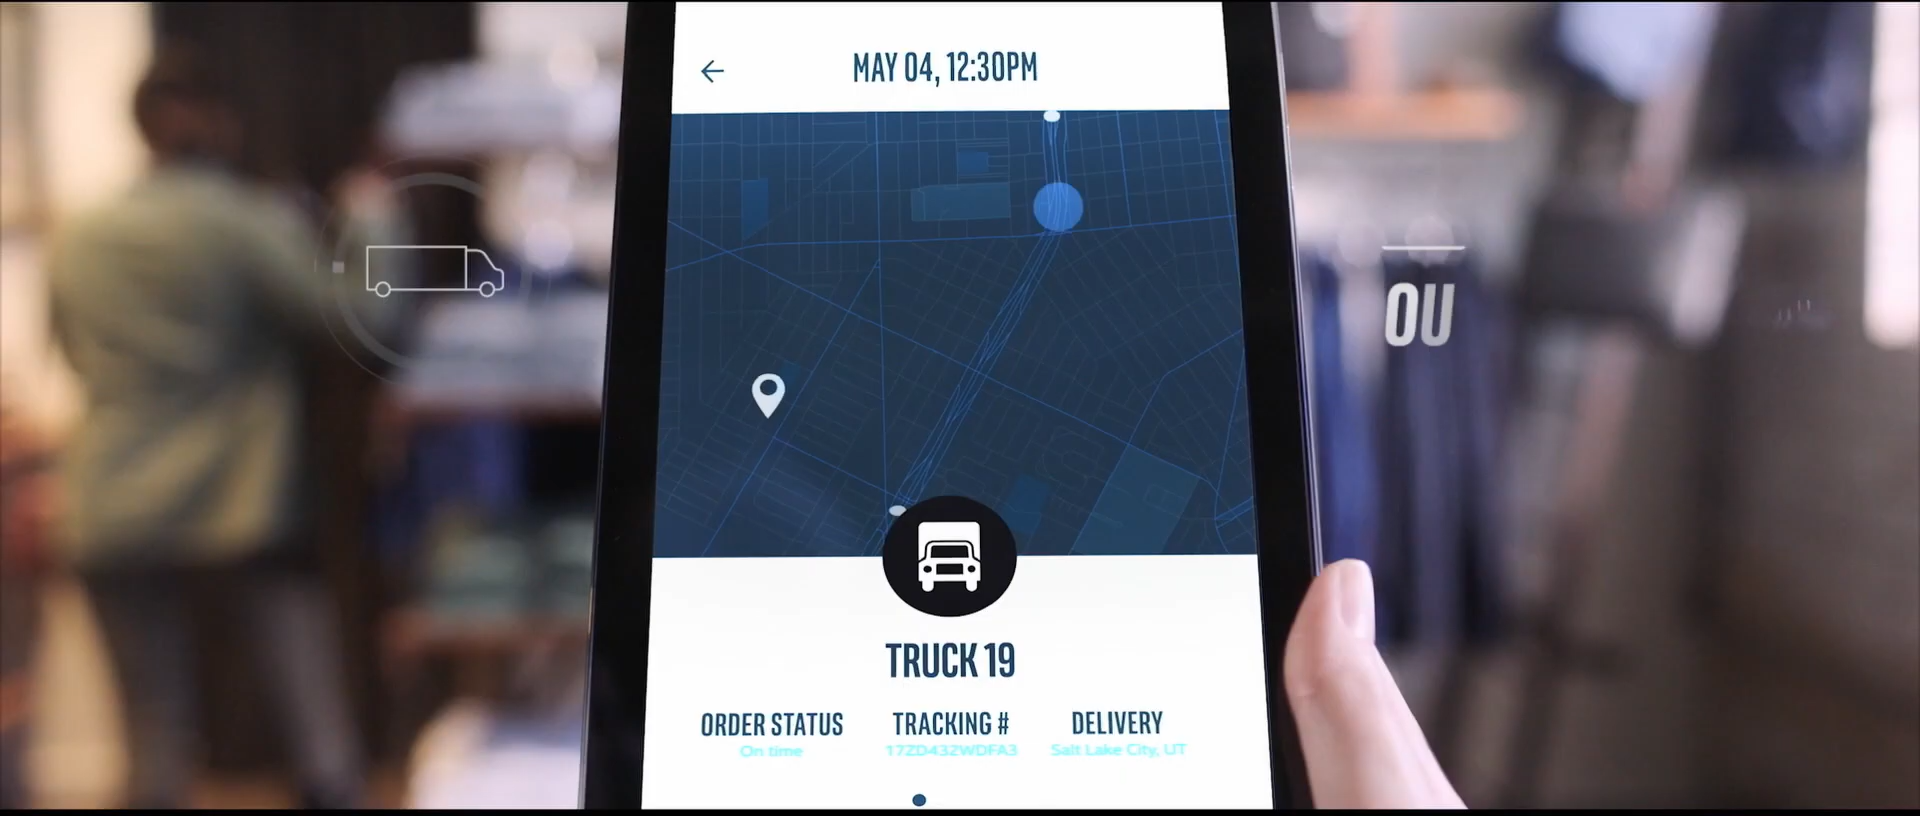 MAY 04, 12:30PM
OU
TRUCK 19
ORDER STATUS
On time
TRACKING #
17ZD432WDFA3
DELIVERY
Salt Lake City, UT